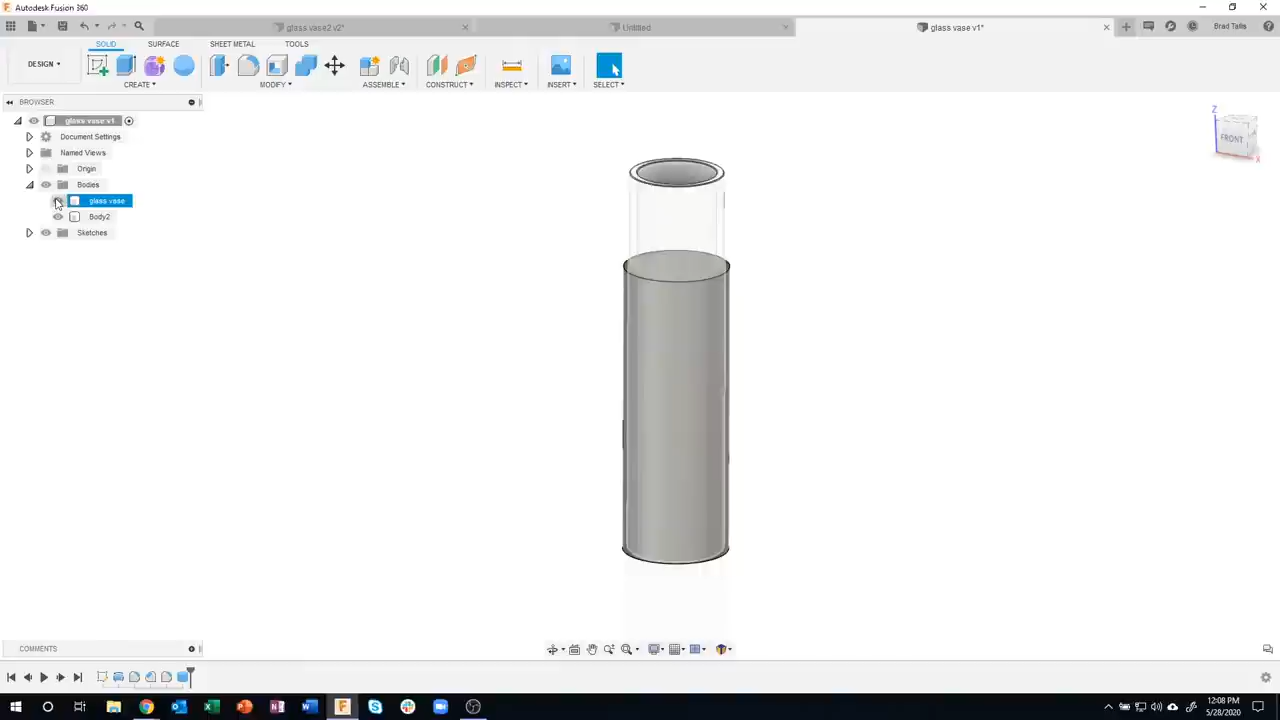 Autodesk Fusion 360
glass vase2 v2*
Untitled
glass vase v1*
Brad Tallis
SOLID
SURFACE
SHEET METAL
TOOLS
DESIGN
CREATE
MODIFY
ASSEMBLE
CONSTRUCT
INSPECT
INSERT
SELECT
BROWSER
glass vase v1
Document Settings
Named Views
Origin
Bodies
glass vase
Body2
Sketches
Z
FRONT
X
COMMENTS
12:08 PM
5/28/2020